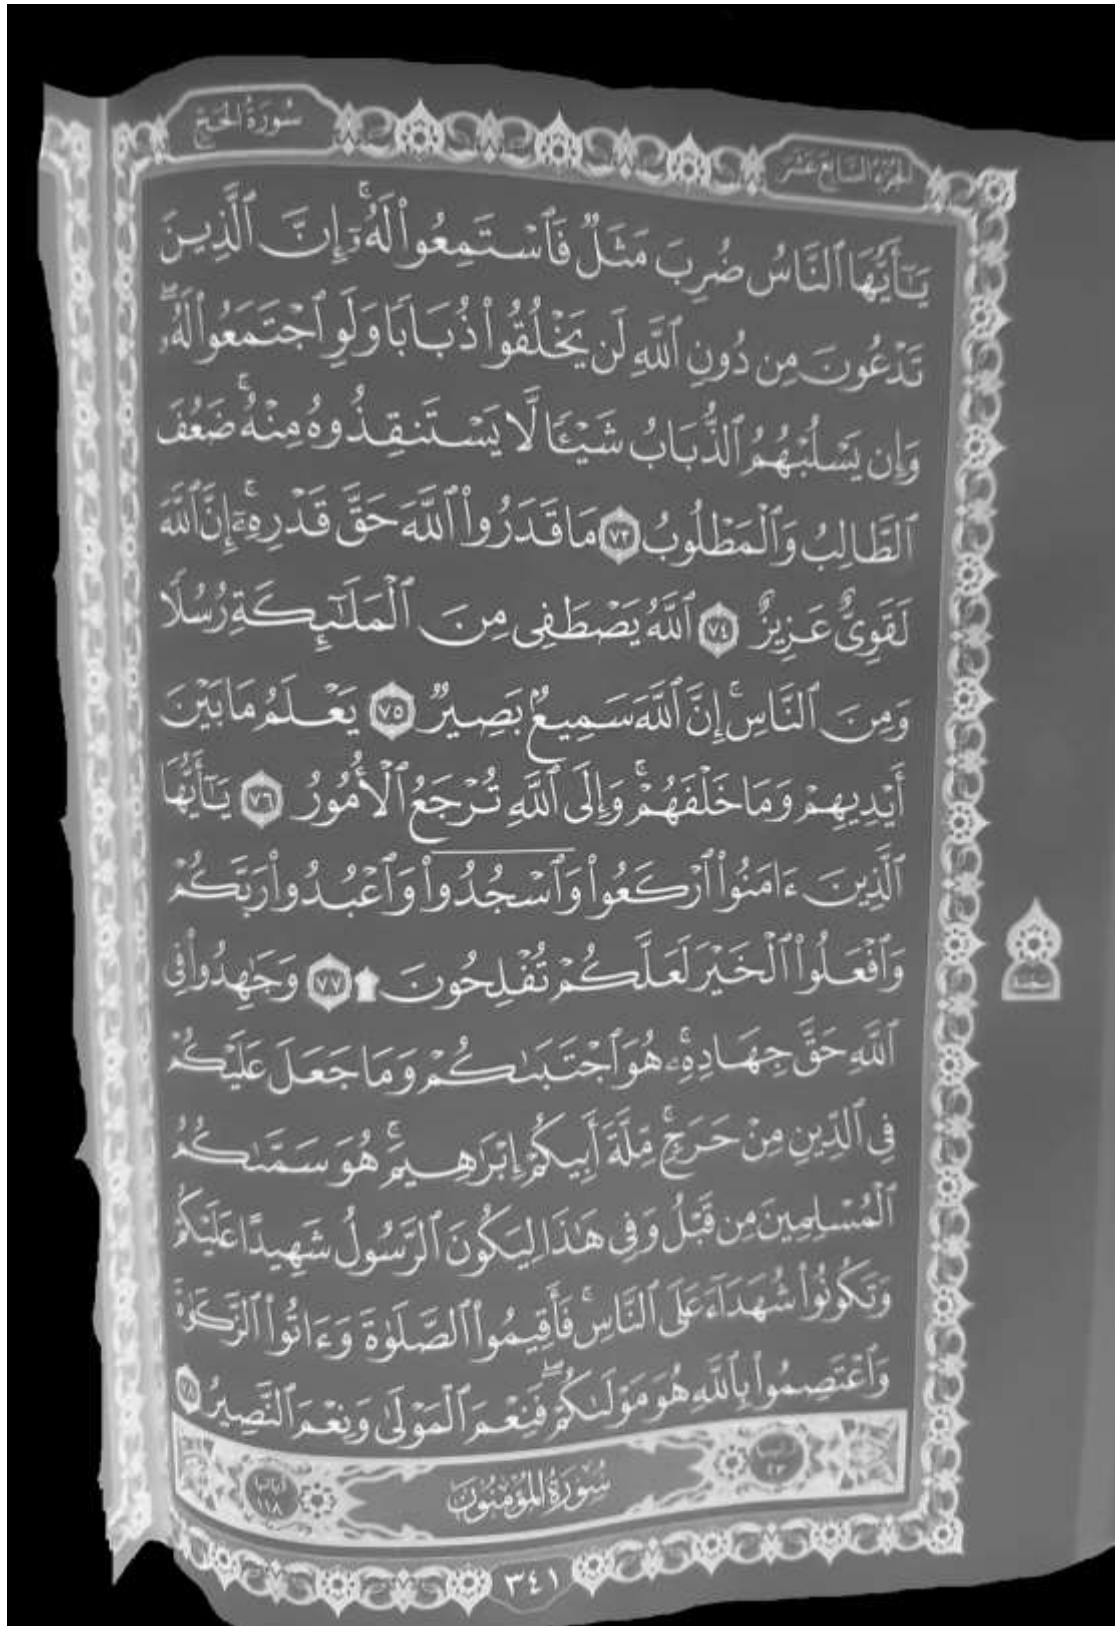 الجزء السابع عشر
سورة الحج
يَٰٓأَيُّهَا ٱلنَّاسُ ضُرِبَ مَثَلٌ فَٱسْتَمِعُوا۟ لَهُۥٓ ۚ إِنَّ ٱلَّذِينَ
تَدْعُونَ مِن دُونِ ٱللَّهِ لَن يَخْلُقُوا۟ ذُبَابًا وَلَوِ ٱجْتَمَعُوا۟ لَهُۥ ۖ
وَإِن يَسْلُبْهُمُ ٱلذُّبَابُ شَيْـًٔا لَّا يَسْتَنقِذُوهُ مِنْهُ ۚ ضَعُفَ
ٱلطَّالِبُ وَٱلْمَطْلُوبُ ٧٣ مَا قَدَرُوا۟ ٱللَّهَ حَقَّ قَدْرِهِۦٓ ۚ إِنَّ ٱللَّهَ
لَقَوِىٌّ عَزِيزٌ ٧٤ ٱللَّهُ يَصْطَفِى مِنَ ٱلْمَلَٰٓئِكَةِ رُسُلًا
وَمِنَ ٱلنَّاسِ ۚ إِنَّ ٱللَّهَ سَمِيعٌۢ بَصِيرٌ ٧٥ يَعْلَمُ مَا بَيْنَ
أَيْدِيهِمْ وَمَا خَلْفَهُمْ ۗ وَإِلَى ٱللَّهِ تُرْجَعُ ٱلْأُمُورُ ٧٦ يَٰٓأَيُّهَا
ٱلَّذِينَ ءَامَنُوا۟ ٱرْكَعُوا۟ وَٱسْجُدُوا۟ وَٱعْبُدُوا۟ رَبَّكُمْ
وَٱفْعَلُوا۟ ٱلْخَيْرَ لَعَلَّكُمْ تُفْلِحُونَ ۩ ٧٧ وَجَٰهِدُوا۟ فِى
سجدة
ٱللَّهِ حَقَّ جِهَادِهِۦ ۚ هُوَ ٱجْتَبَىٰكُمْ وَمَا جَعَلَ عَلَيْكُمْ
فِى ٱلدِّينِ مِنْ حَرَجٍ ۚ مِّلَّةَ أَبِيكُمْ إِبْرَٰهِيمَ ۚ هُوَ سَمَّىٰكُمُ
ٱلْمُسْلِمِينَ مِن قَبْلُ وَفِى هَٰذَا لِيَكُونَ ٱلرَّسُولُ شَهِيدًا عَلَيْكُمْ
وَتَكُونُوا۟ شُهَدَآءَ عَلَى ٱلنَّاسِ ۚ فَأَقِيمُوا۟ ٱلصَّلَوٰةَ وَءَاتُوا۟ ٱلزَّكَوٰةَ
وَٱعْتَصِمُوا۟ بِٱللَّهِ هُوَ مَوْلَىٰكُمْ ۖ فَنِعْمَ ٱلْمَوْلَىٰ وَنِعْمَ ٱلنَّصِيرُ ٧٨
ترتيبها ٢٣
سورة المؤمنون
آياتها ١١٨
٣٤١